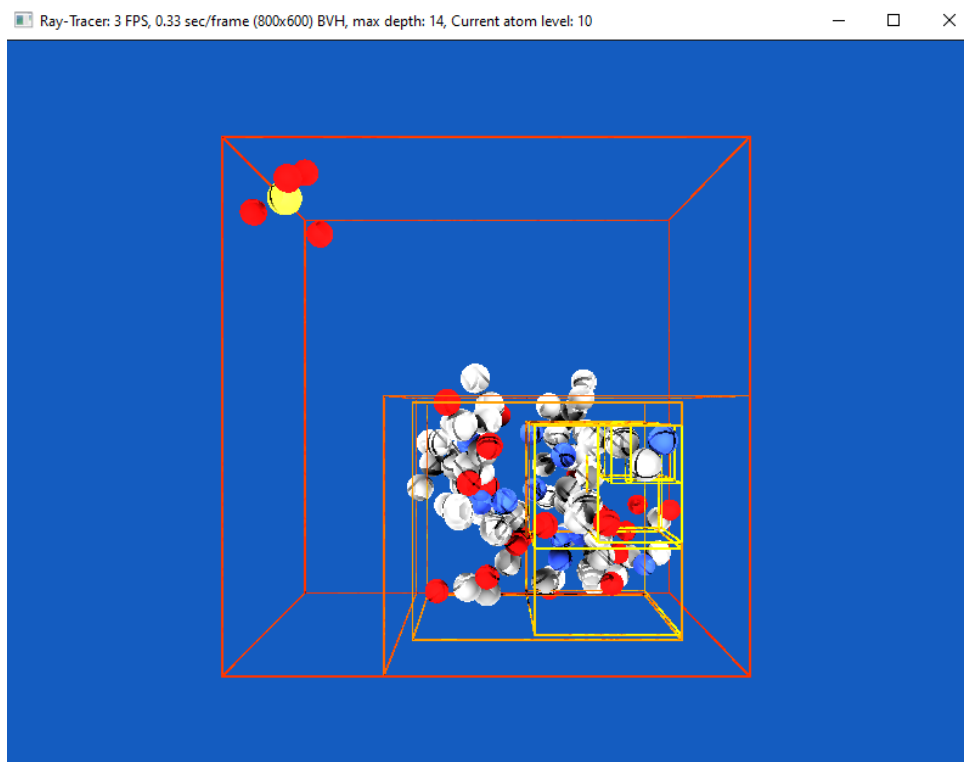 Ray-Tracer: 3 FPS, 0.33 sec/frame (800x600) BVH, max depth: 14, Current atom level: 10